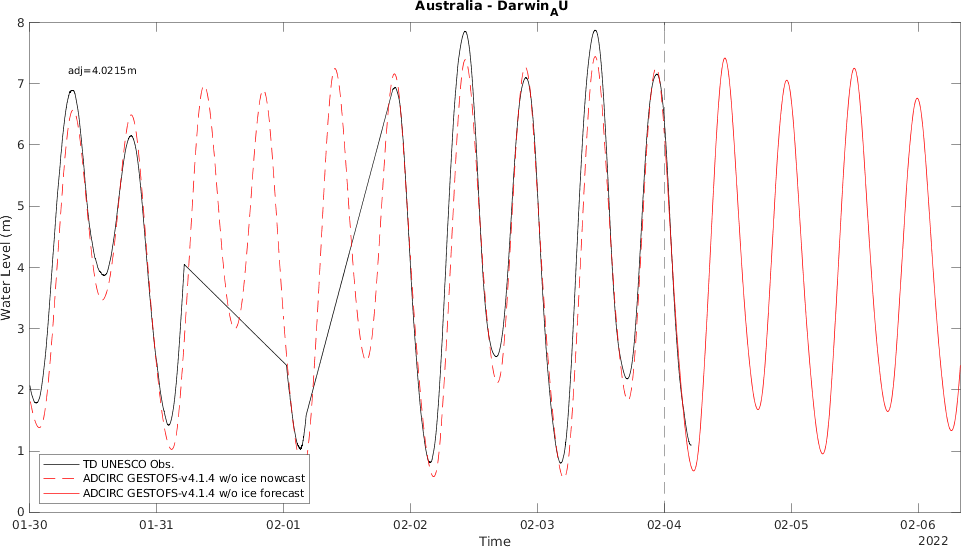 Australia - Darwin_AU
8
7
6
5
4
3
2
1
0
Water Level (m)
adj=4.0215m
TD UNESCO Obs.
ADCIRC GESTOFS-v4.1.4 w/o ice nowcast
ADCIRC GESTOFS-v4.1.4 w/o ice forecast
01-30 01-31 02-01 02-02 02-03 02-04 02-05 02-06
Time
2022